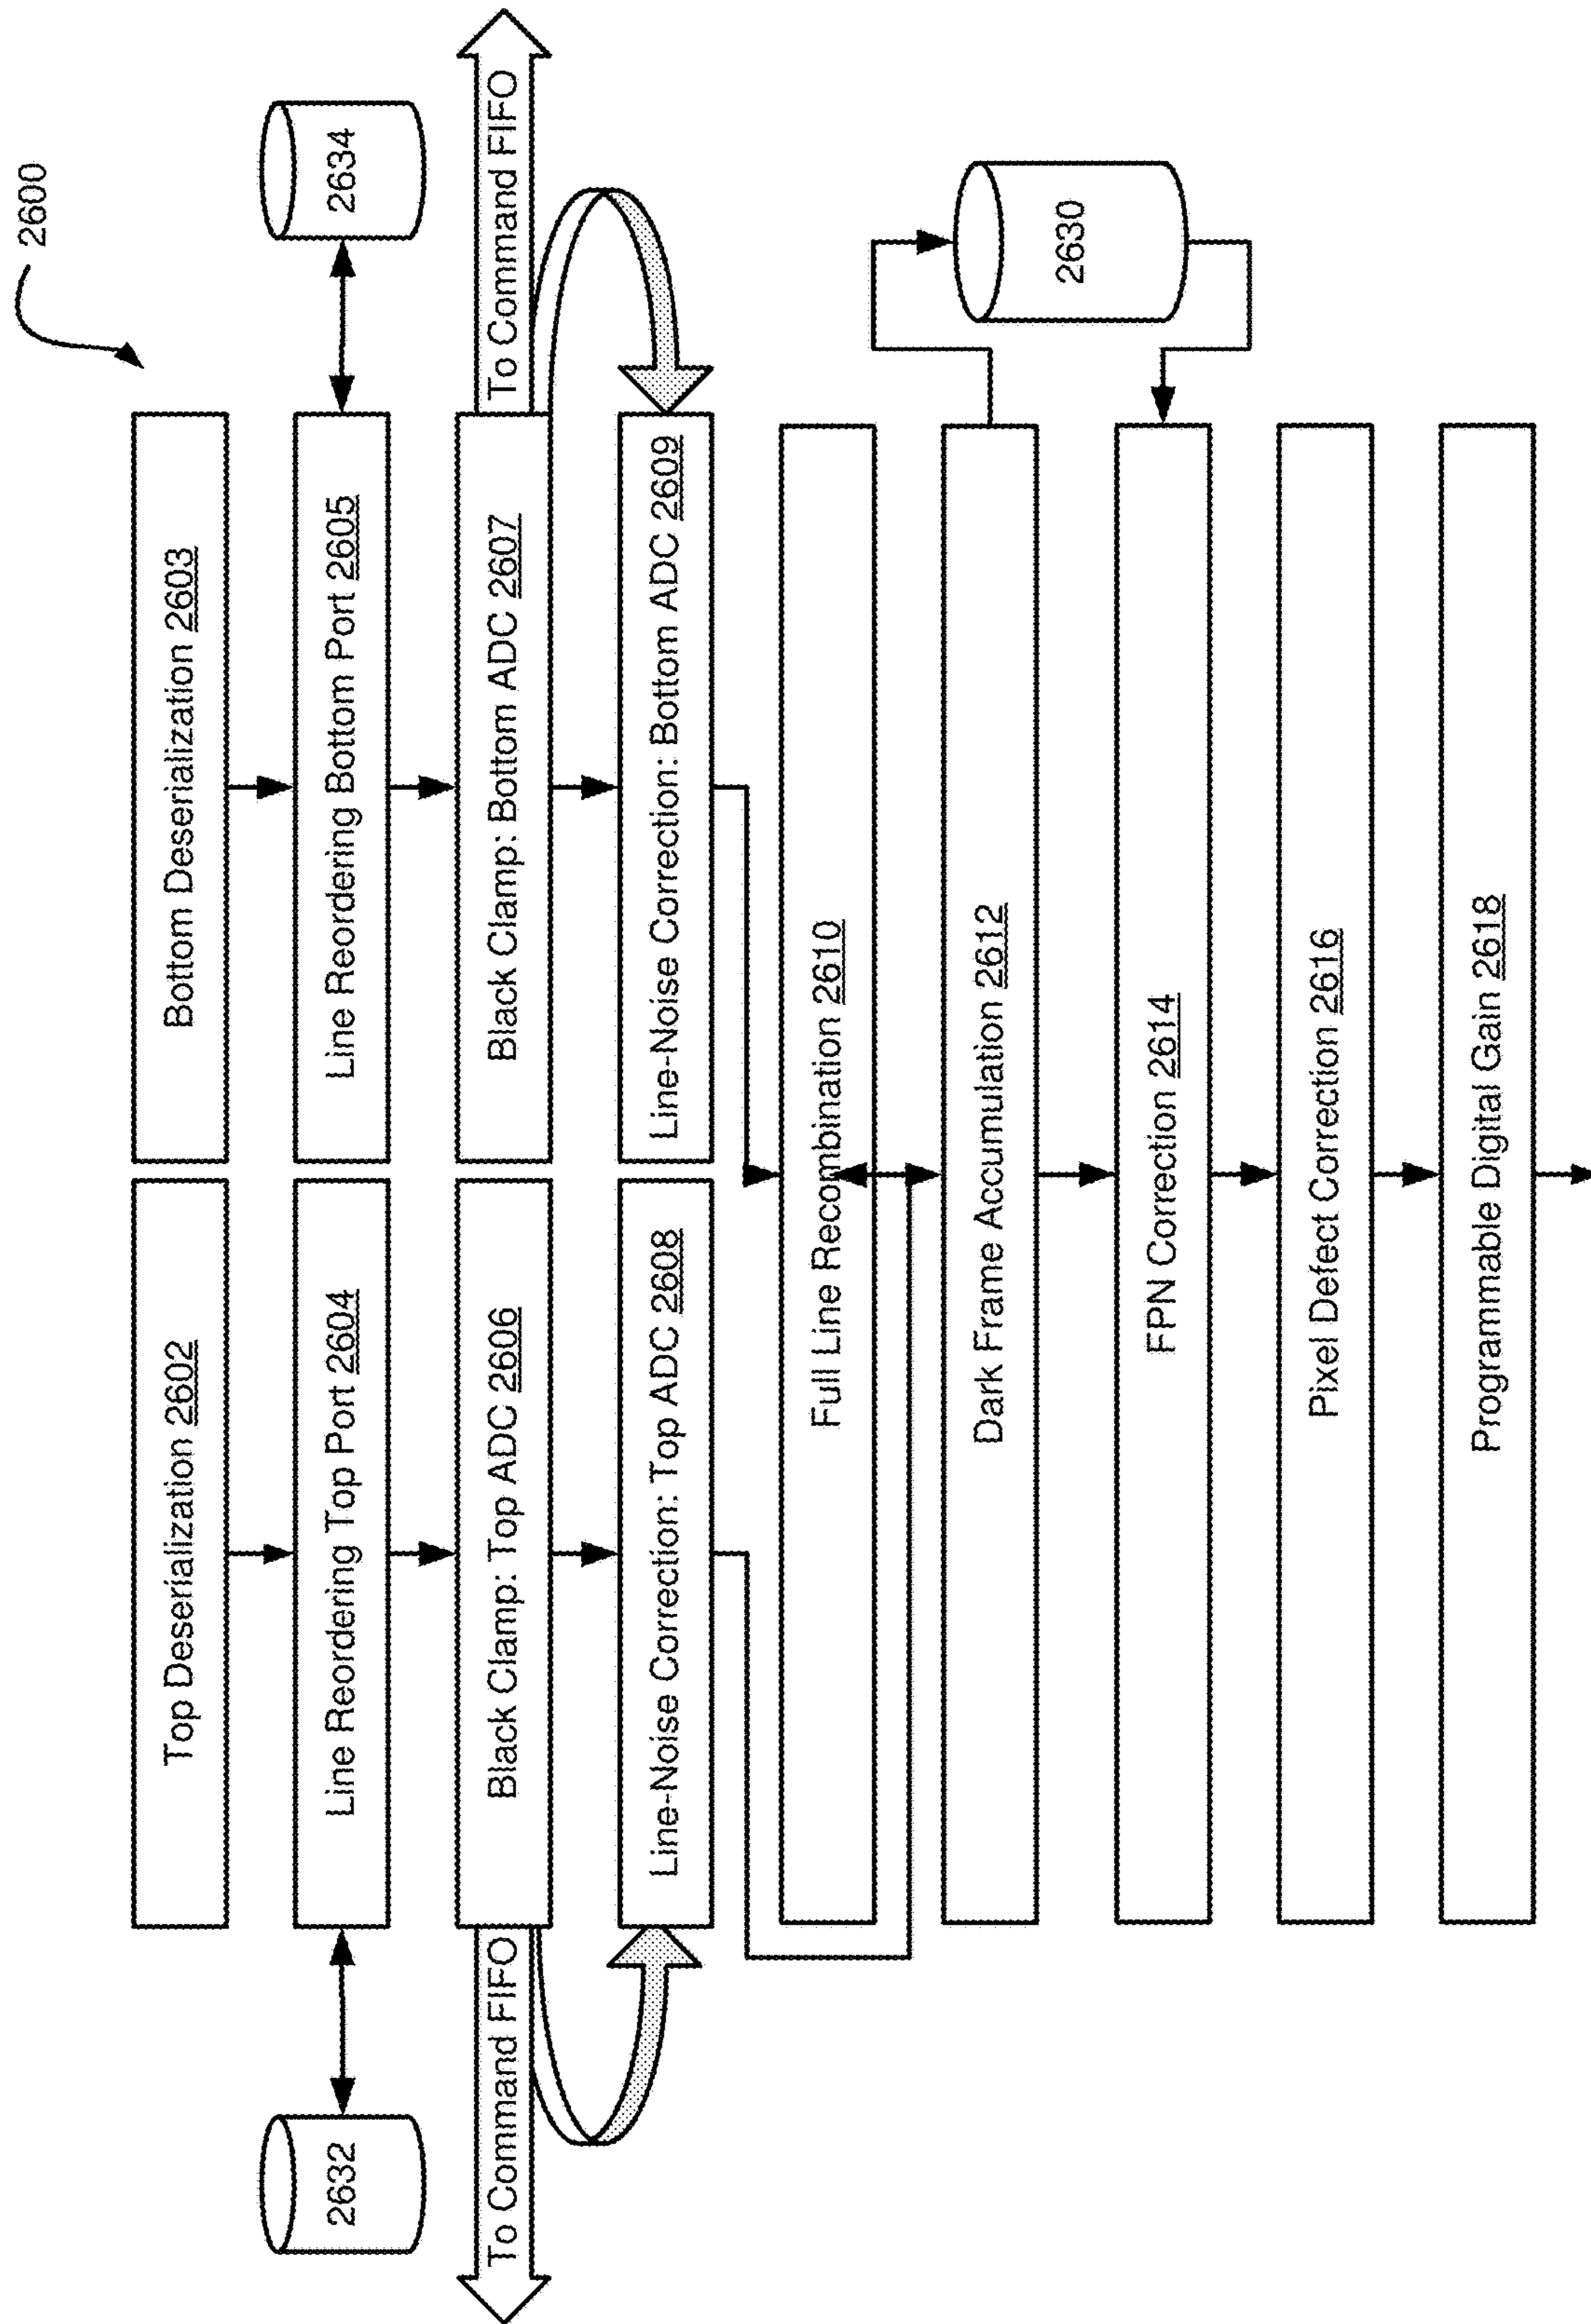 2600
Top Deserialization 2602
Bottom Deserialization 2603
2632
Line Reordering Top Port 2604
Line Reordering Bottom Port 2605
2634
To Command FIFO
Black Clamp: Top ADC 2606
Black Clamp: Bottom ADC 2607
To Command FIFO
Line-Noise Correction: Top ADC 2608
Line-Noise Correction: Bottom ADC 2609
Full Line Recombination 2610
Dark Frame Accumulation 2612
2630
FPN Correction 2614
Pixel Defect Correction 2616
Programmable Digital Gain 2618